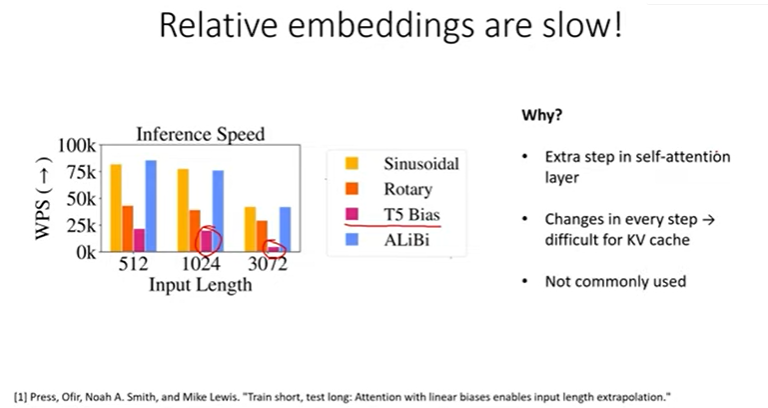 Relative embeddings are slow!
Inference Speed
100k
75k
50k
25k
0k
WPS (→)
512 1024 3072
Input Length
Sinusoidal
Rotary
T5 Bias
ALiBi
Why?
• Extra step in self-attention
layer
• Changes in every step →
difficult for KV cache
• Not commonly used
[1] Press, Ofir, Noah A. Smith, and Mike Lewis. "Train short, test long: Attention with linear biases enables input length extrapolation."